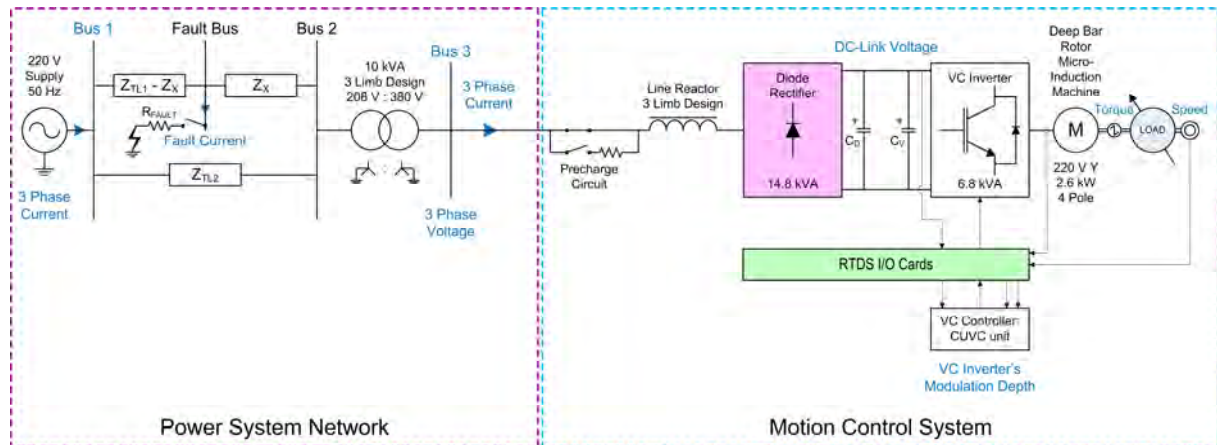 Bus 1
Fault Bus
Bus 2
220 V
Supply
50 Hz
Z_TL1 - Z_X
Z_X
R_FAULT
Fault Current
Z_TL2
3 Phase
Current
10 kVA
3 Limb Design
208 V : 380 V
Bus 3
3 Phase
Current
3 Phase
Voltage
Power System Network
Precharge
Circuit
Line Reactor
3 Limb Design
Diode
Rectifier
14.8 kVA
DC-Link Voltage
C_D
C_V
VC Inverter
6.8 kVA
Deep Bar
Rotor
Micro-
Induction
Machine
M
Torque
LOAD
Speed
220 V Y
2.6 kW
4 Pole
RTDS I/O Cards
VC Controller:
CUVC unit
VC Inverter's
Modulation Depth
Motion Control System